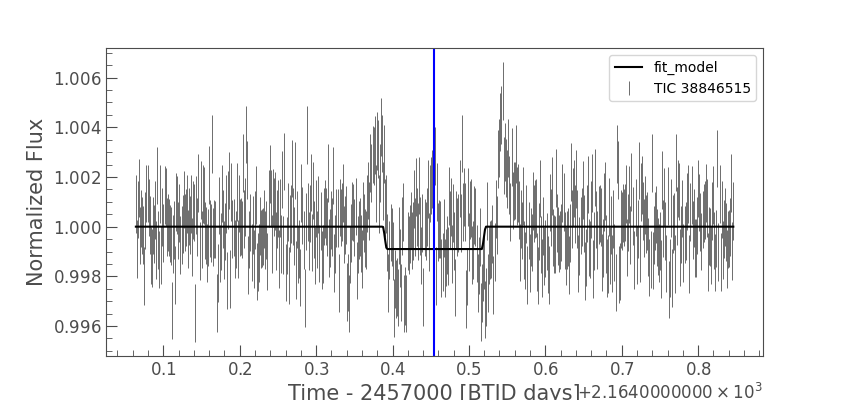 fit_model
TIC 38846515
1.006
1.004
1.002
1.000
0.998
0.996
Normalized Flux
0.1 0.2 0.3 0.4 0.5 0.6 0.7 0.8
Time - 2457000 [BTJD days]
+2.1640000000 × 10³